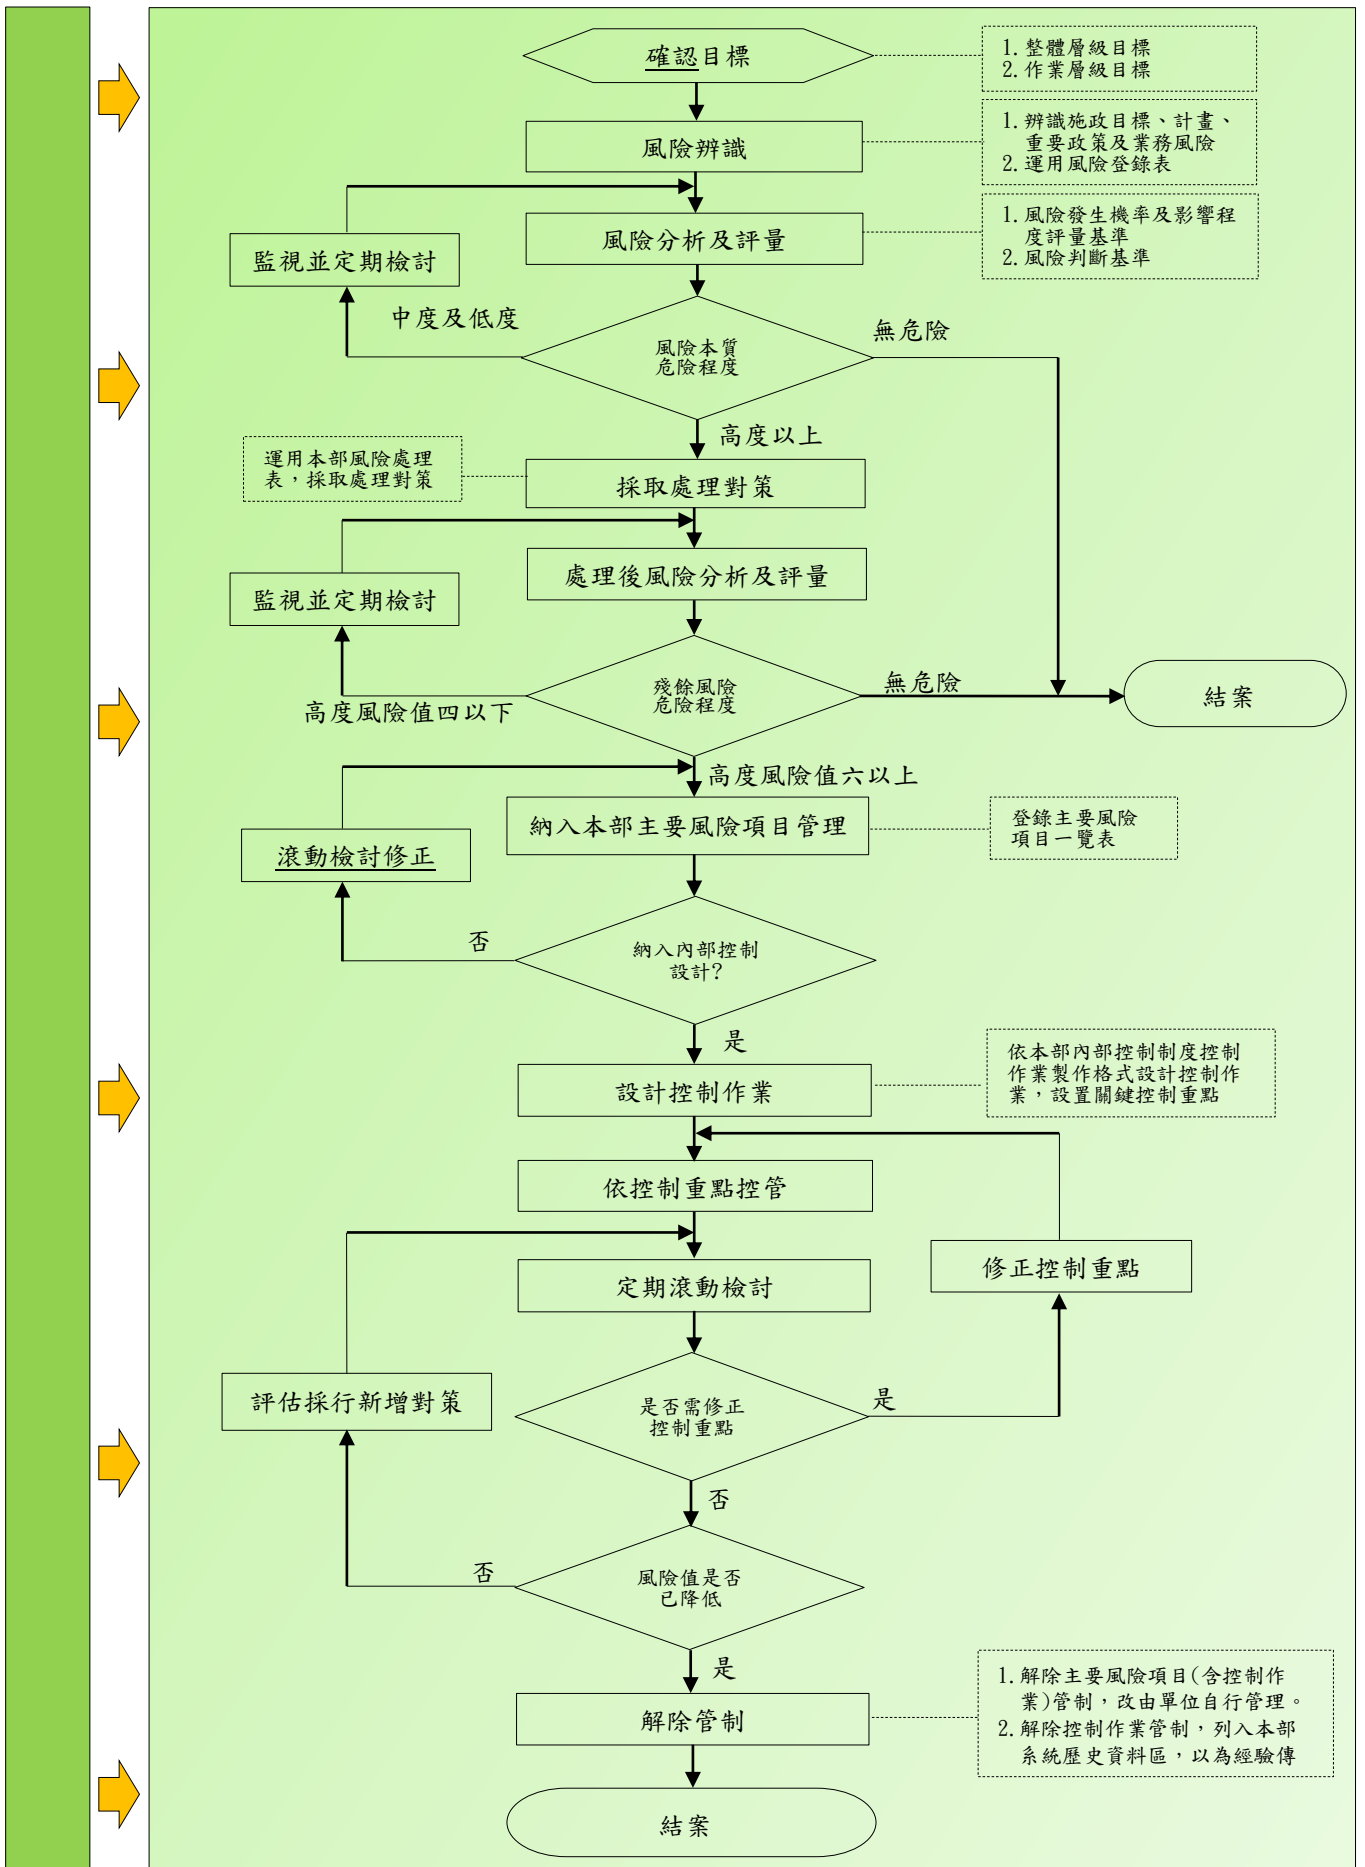 確認目標
1. 整體層級目標
2. 作業層級目標
風險辨識
1. 辨識施政目標、計畫、
重要政策及業務風險
2. 運用風險登錄表
風險分析及評量
1. 風險發生機率及影響程
度評量基準
2. 風險判斷基準
監視並定期檢討
中度及低度
風險本質
危險程度
無危險
高度以上
運用本部風險處理
表，採取處理對策
採取處理對策
處理後風險分析及評量
監視並定期檢討
高度風險值四以下
殘餘風險
危險程度
無危險
結案
高度風險值六以上
納入本部主要風險項目管理
登錄主要風險
項目一覽表
滾動檢討修正
否
納入內部控制
設計?
是
設計控制作業
依本部內部控制制度控制
作業製作格式設計控制作
業，設置關鍵控制重點
依控制重點控管
定期滾動檢討
修正控制重點
評估採行新增對策
是否需修正
控制重點
是
否
風險值是否
已降低
否
是
解除管制
1. 解除主要風險項目(含控制作
業)管制，改由單位自行管理。
2. 解除控制作業管制，列入本部
系統歷史資料區，以為經驗傳
結案